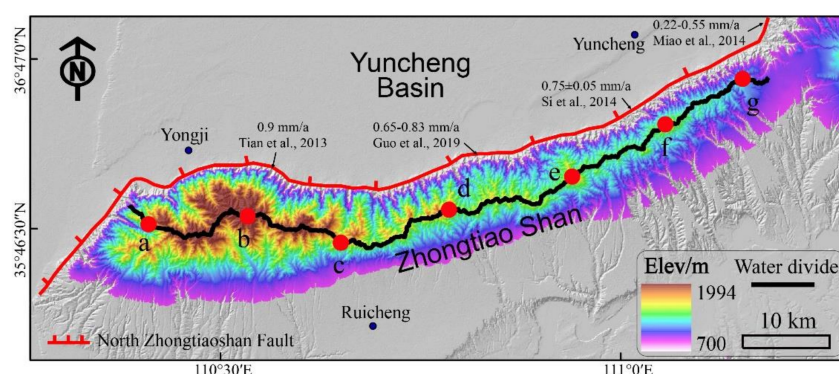 0.22-0.55 mm/a
Miao et al., 2014
36°47'0"N
N
Yuncheng
Yuncheng
Basin
0.75±0.05 mm/a
Si et al., 2014
g
Yongji
0.9 mm/a
Tian et al., 2013
0.65-0.83 mm/a
Guo et al., 2019
f
e
d
35°46'30"N
a
b
c
Zhongtiao Shan
Elev/m
Water divide
1994
700
10 km
Ruicheng
North Zhongtiaoshan Fault
110°30'E
111°0'E